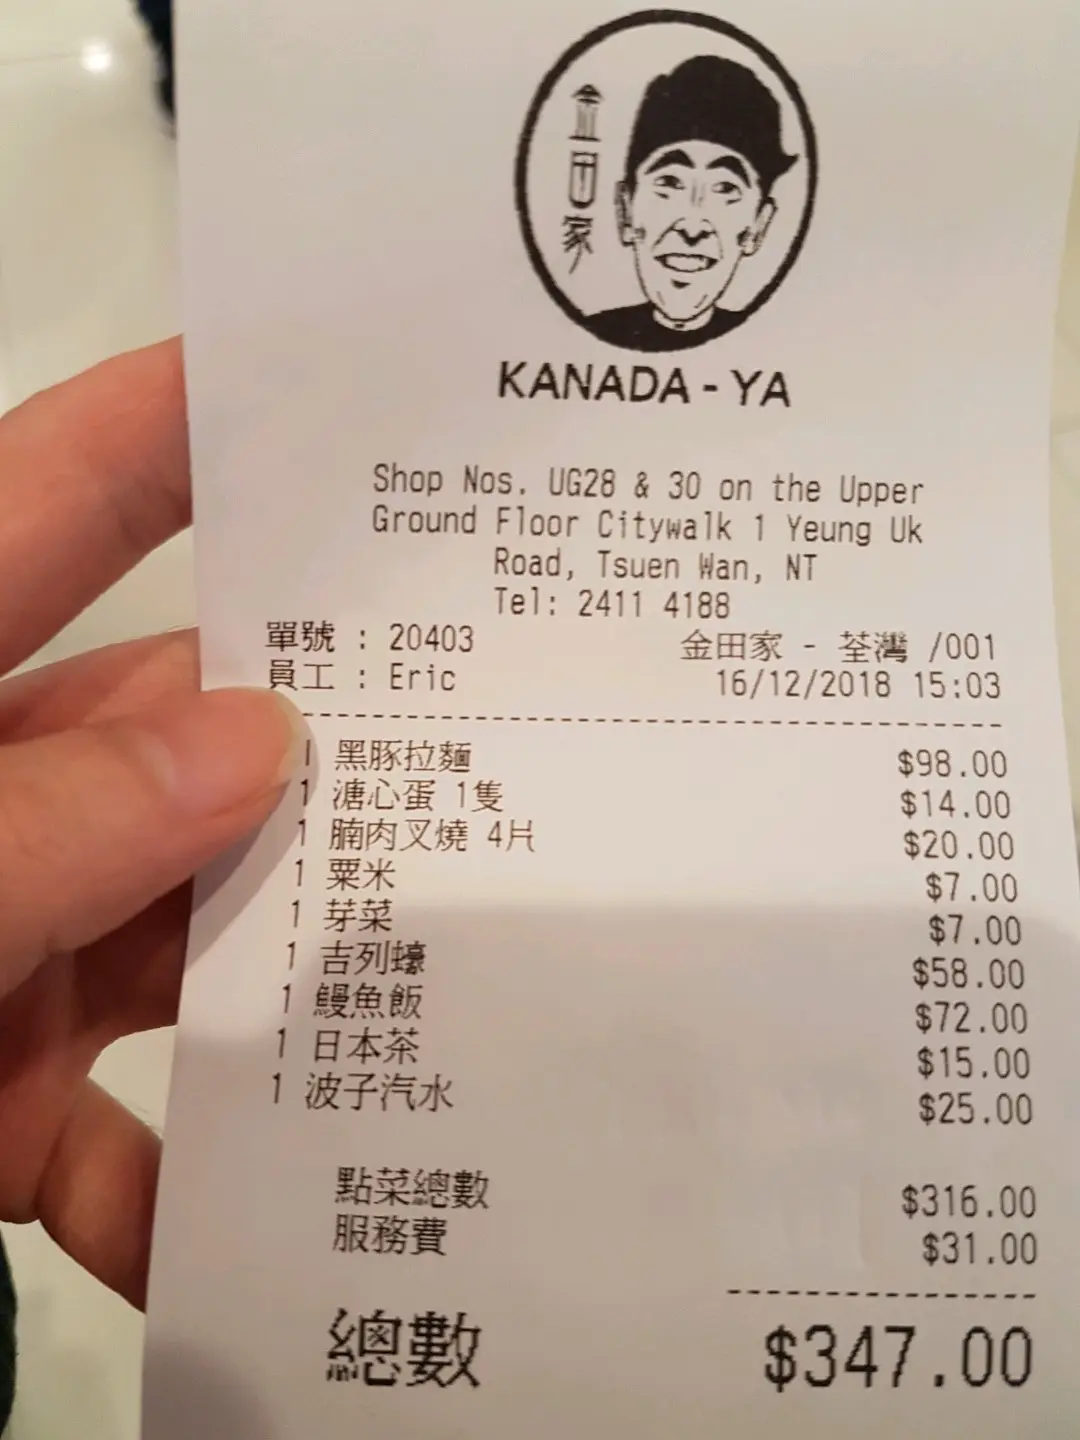 金田家
KANADA-YA
Shop Nos. UG28 & 30 on the Upper
Ground Floor Citywalk 1 Yeung Uk
Road, Tsuen Wan, NT
Tel: 2411 4188
單號 : 20403 金田家 - 荃灣 /001
員工 : Eric 16/12/2018 15:03
1 黑豚拉麵 $98.00
1 溏心蛋 1隻 $14.00
1 腩肉叉燒 4片 $20.00
1 粟米 $7.00
1 芽菜 $7.00
1 吉列蠔 $58.00
1 鰻魚飯 $72.00
1 日本茶 $15.00
1 波子汽水 $25.00
點菜總數 $316.00
服務費 $31.00
總數 $347.00